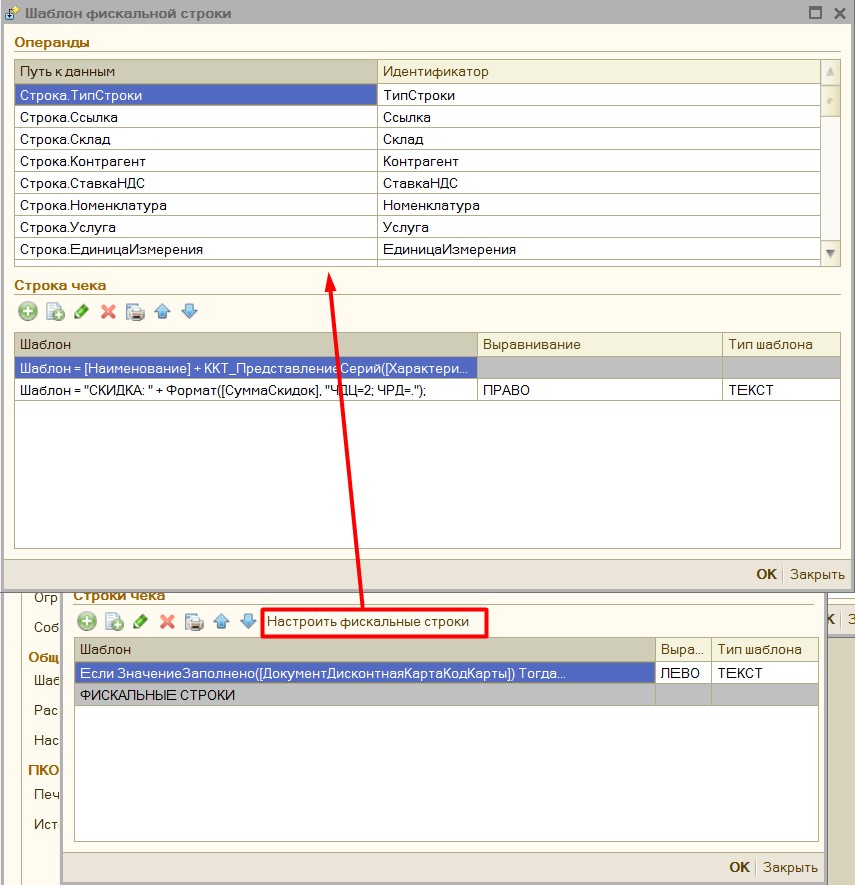 Шаблон фискальной строки
Операнды
Путь к данным Идентификатор
Строка.ТипСтроки ТипСтроки
Строка.Ссылка Ссылка
Строка.Склад Склад
Строка.Контрагент Контрагент
Строка.СтавкаНДС СтавкаНДС
Строка.Номенклатура Номенклатура
Строка.Услуга Услуга
Строка.ЕдиницаИзмерения ЕдиницаИзмерения
Строка чека
Шаблон Выравнивание Тип шаблона
Шаблон = [Наименование] + ККТ_ПредставлениеСерий([Характери...
Шаблон = "СКИДКА: " + Формат([СуммаСкидок], "ЧДЦ=2; ЧРД=."); ПРАВО ТЕКСТ
ОК Закрыть
Огр Строки чека
Соб Настроить фискальные строки
Общ Шаблон Выра... Тип шаблона
Шаб Если ЗначениеЗаполнено([ДокументДисконтнаяКартаКодКарты]) Тогда... ЛЕВО ТЕКСТ
ФИСКАЛЬНЫЕ СТРОКИ
Рас
Нас
ПКО
Печ
Ист
ОК Закрыть